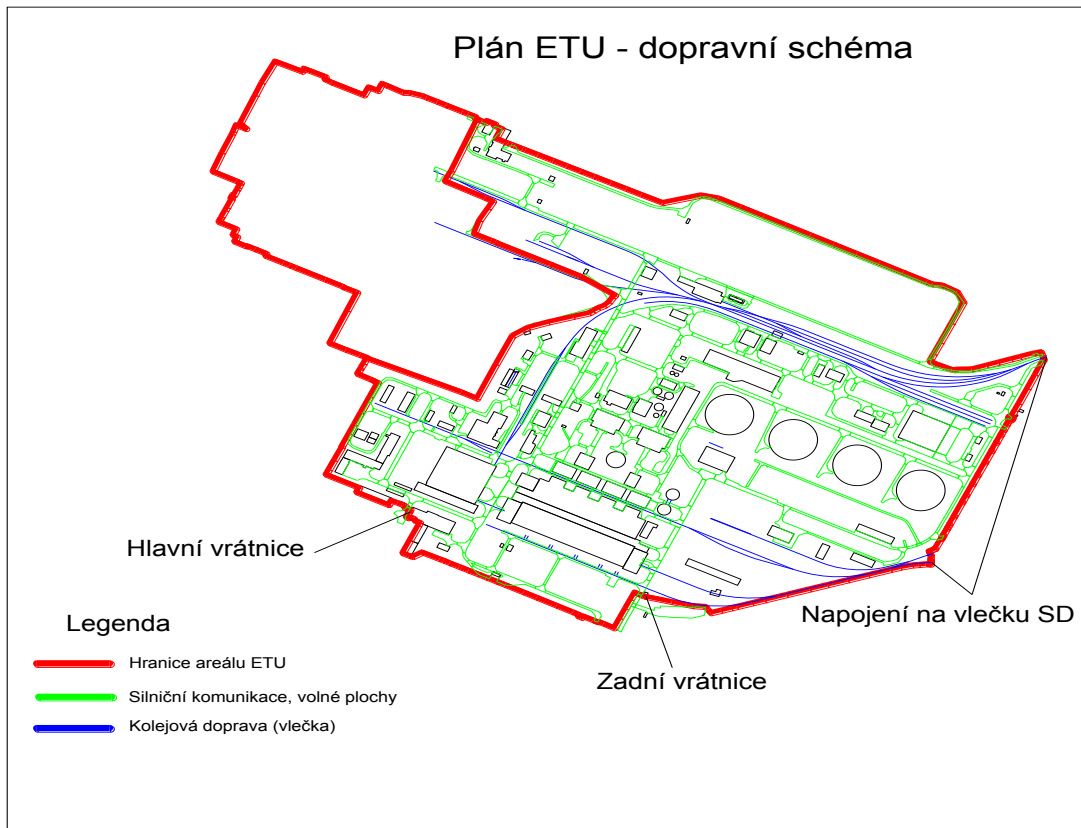 Plán ETU - dopravní schéma
Hlavní vrátnice
Napojení na vlečku SD
Zadní vrátnice
Legenda
Hranice areálu ETU
Silniční komunikace, volné plochy
Kolejová doprava (vlečka)